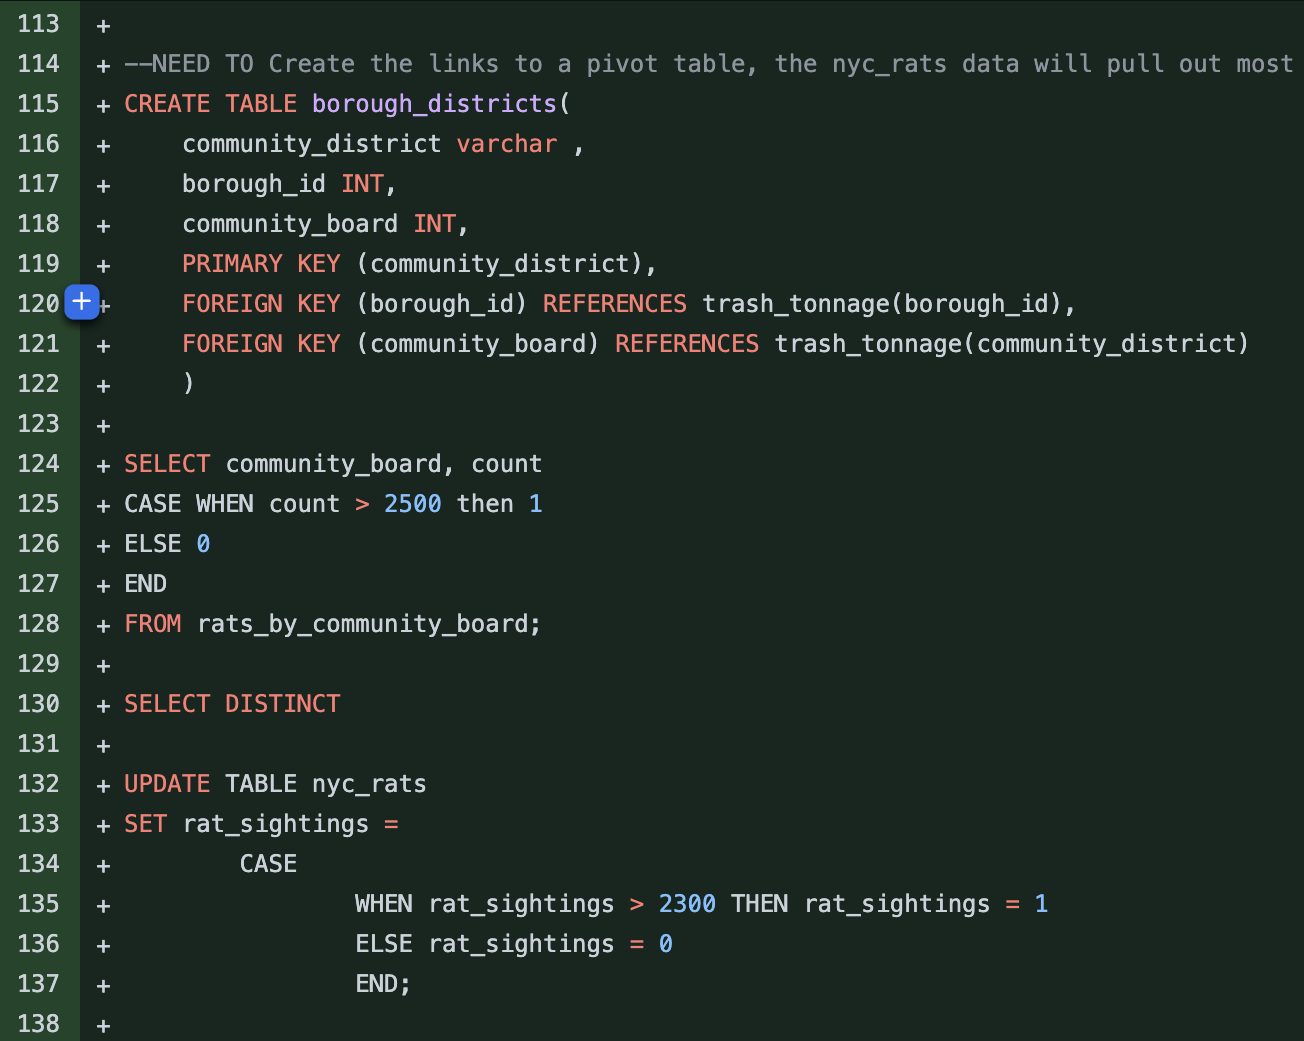 113 +
114 + --NEED TO Create the links to a pivot table, the nyc_rats data will pull out most
115 + CREATE TABLE borough_districts(
116 +     community_district varchar ,
117 +     borough_id INT,
118 +     community_board INT,
119 +     PRIMARY KEY (community_district),
120 + +     FOREIGN KEY (borough_id) REFERENCES trash_tonnage(borough_id),
121 +     FOREIGN KEY (community_board) REFERENCES trash_tonnage(community_district)
122 +     )
123 +
124 + SELECT community_board, count
125 + CASE WHEN count > 2500 then 1
126 + ELSE 0
127 + END
128 + FROM rats_by_community_board;
129 +
130 + SELECT DISTINCT
131 +
132 + UPDATE TABLE nyc_rats
133 + SET rat_sightings =
134 +         CASE
135 +                 WHEN rat_sightings > 2300 THEN rat_sightings = 1
136 +                 ELSE rat_sightings = 0
137 +                 END;
138 +